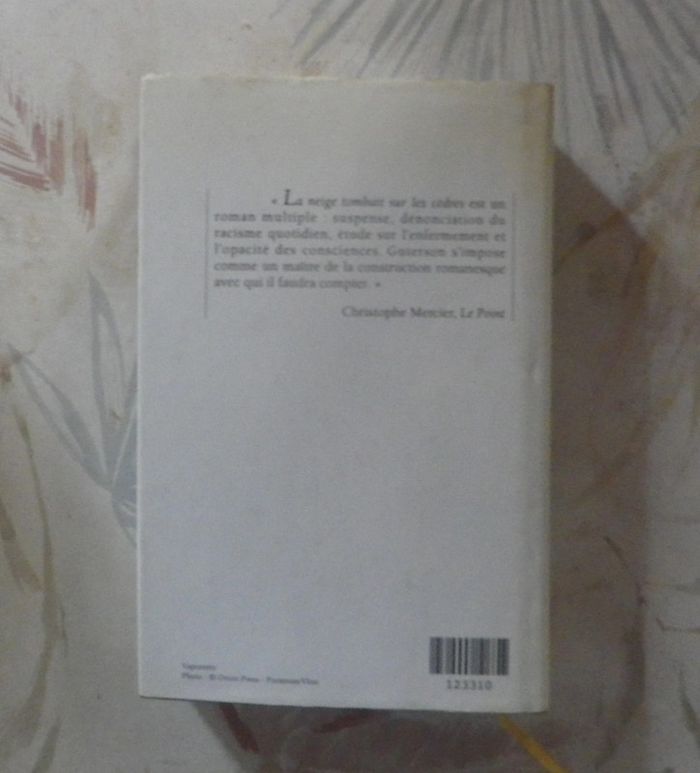 « La neige tombait sur les cèdres est un
roman multiple : suspense, dénonciation du
racisme quotidien, étude sur l'enfermement et
l'opacité des consciences. Guterson s'impose
comme un maître de la construction romanesque
avec qui il faudra compter. »
Christophe Mercier, Le Point
Photo : ©
123310